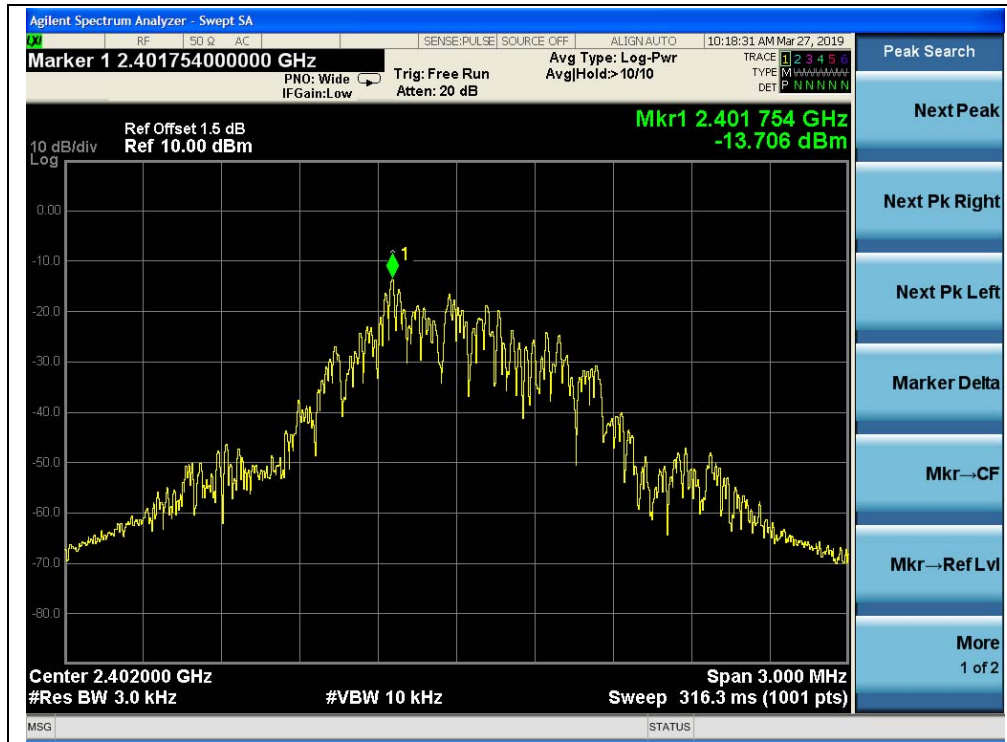 Agilent Spectrum Analyzer - Swept SA
LXI RF 50 Ω AC SENSE:PULSE SOURCE OFF ALIGN AUTO 10:18:31 AM Mar 27, 2019
Marker 1 2.401754000000 GHz
PNO: Wide
IFGain:Low
Trig: Free Run
Atten: 20 dB
Avg Type: Log-Pwr
Avg|Hold:>10/10
TRACE 1 2 3 4 5 6
TYPE M
DET P N N N N N
Mkr1 2.401 754 GHz
-13.706 dBm
Ref Offset 1.5 dB
10 dB/div Ref 10.00 dBm
Log
0.00
-10.0
-20.0
-30.0
-40.0
-50.0
-60.0
-70.0
-80.0
1
Center 2.402000 GHz Span 3.000 MHz
#Res BW 3.0 kHz #VBW 10 kHz Sweep 316.3 ms (1001 pts)
MSG STATUS
Peak Search
Next Peak
Next Pk Right
Next Pk Left
Marker Delta
Mkr→CF
Mkr→Ref Lvl
More
1 of 2